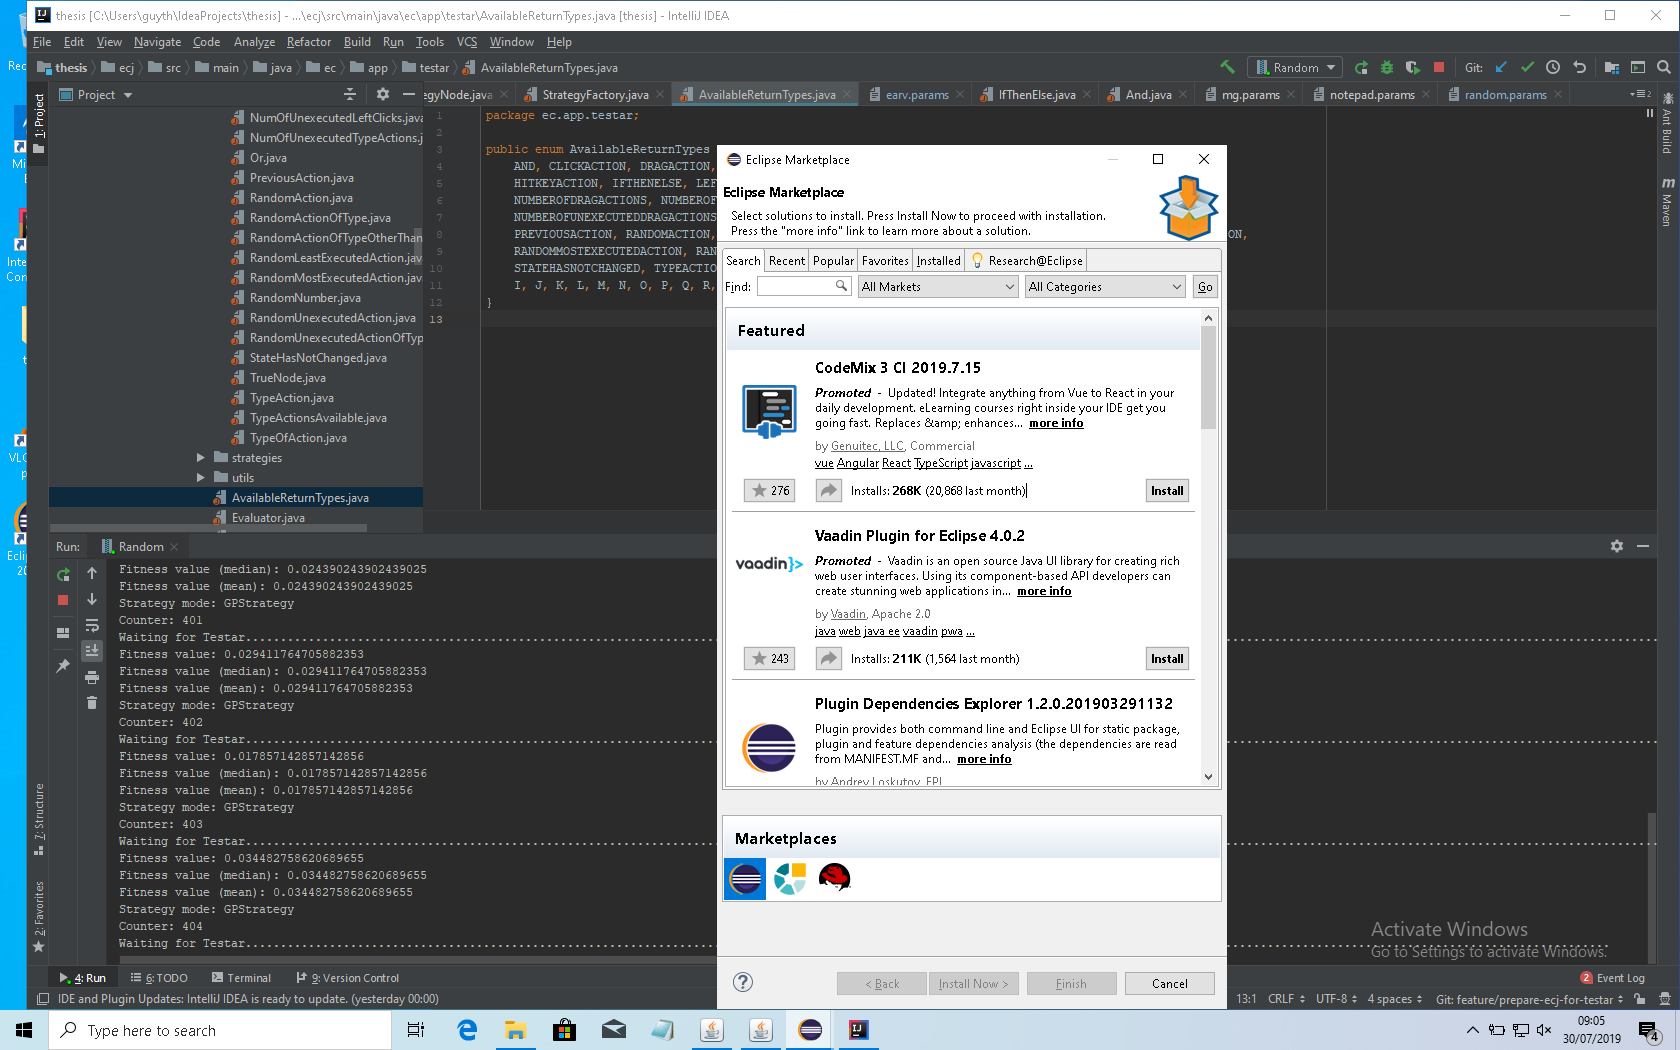 thesis [C:\Users\guyth\IdeaProjects\thesis] - ...\ecj\src\main\java\ec\app\testar\AvailableReturnTypes.java [thesis] - IntelliJ IDEA
File Edit View Navigate Code Analyze Refactor Build Run Tools VCS Window Help
thesis ecj src main java ec app testar AvailableReturnTypes.java Random Git:
Project egyNode.java StrategyFactory.java AvailableReturnTypes.java earv.params IfThenElse.java And.java mg.params notepad.params random.params
1: Project
NumOfUnexecutedLeftClicks.java
NumOfUnexecutedTypeActions.j
Or.java
PreviousAction.java
RandomAction.java
RandomActionOfType.java
RandomActionOfTypeOtherThan
RandomLeastExecutedAction.jav
RandomMostExecutedAction.jav
RandomNumber.java
RandomUnexecutedAction.java
RandomUnexecutedActionOfTyp
StateHasNotChanged.java
TrueNode.java
TypeAction.java
TypeActionsAvailable.java
TypeOfAction.java
strategies
utils
AvailableReturnTypes.java
Evaluator.java
1 package ec.app.testar;
2
3 public enum AvailableReturnTypes
4 AND, CLICKACTION, DRAGACTION,
5 HITKEYACTION, IFTHENELSE, LEF
6 NUMBEROFDRAGACTIONS, NUMBEROF
7 NUMBEROFUNEXECUTEDDRAGACTIONS
8 PREVIOUSACTION, RANDOMACTION, ON,
9 RANDOMMOSTEXECUTEDACTION, RAN
10 STATEHASNOTCHANGED, TYPEACTIO
11 I, J, K, L, M, N, O, P, Q, R,
12 }
13
Ant Build
Maven
Eclipse Marketplace
Eclipse Marketplace
Select solutions to install. Press Install Now to proceed with installation.
Press the "more info" link to learn more about a solution.
Search Recent Popular Favorites Installed Research@Eclipse
Find: All Markets All Categories Go
Featured
CodeMix 3 CI 2019.7.15
Promoted - Updated! Integrate anything from Vue to React in your
daily development. eLearning courses right inside your IDE get you
going fast. Replaces &amp; enhances... more info
by Genuitec, LLC, Commercial
vue Angular React TypeScript javascript ...
276 Installs: 268K (20,868 last month) Install
Vaadin Plugin for Eclipse 4.0.2
vaadin}>
Promoted - Vaadin is an open source Java UI library for creating rich
web user interfaces. Using its component-based API developers can
create stunning web applications in... more info
by Vaadin, Apache 2.0
java web java ee vaadin pwa ...
243 Installs: 211K (1,564 last month) Install
Plugin Dependencies Explorer 1.2.0.201903291132
Plugin provides both command line and Eclipse UI for static package,
plugin and feature dependencies analysis (the dependencies are read
from MANIFEST.MF and... more info
by Andrey Loskutov, EPL
Marketplaces
< Back Install Now > Finish Cancel
Run: Random
Fitness value (median): 0.024390243902439025
Fitness value (mean): 0.024390243902439025
Strategy mode: GPStrategy
Counter: 401
Waiting for Testar
Fitness value: 0.029411764705882353
Fitness value (median): 0.029411764705882353
Fitness value (mean): 0.029411764705882353
Strategy mode: GPStrategy
Counter: 402
Waiting for Testar
Fitness value: 0.017857142857142856
Fitness value (median): 0.017857142857142856
Fitness value (mean): 0.017857142857142856
Strategy mode: GPStrategy
Counter: 403
Waiting for Testar
Fitness value: 0.034482758620689655
Fitness value (median): 0.034482758620689655
Fitness value (mean): 0.034482758620689655
Strategy mode: GPStrategy
Counter: 404
Waiting for Testar
7: Structure
2: Favorites
Activate Windows
Go to Settings to activate Windows.
4: Run 6: TODO Terminal 9: Version Control 2 Event Log
IDE and Plugin Updates: IntelliJ IDEA is ready to update. (yesterday 00:00) 13:1 CRLF UTF-8 4 spaces Git: feature/prepare-ecj-for-testar
Type here to search
09:05
30/07/2019
4
Rec
Mi
Inte
Con
VLC
p
Ecli
20